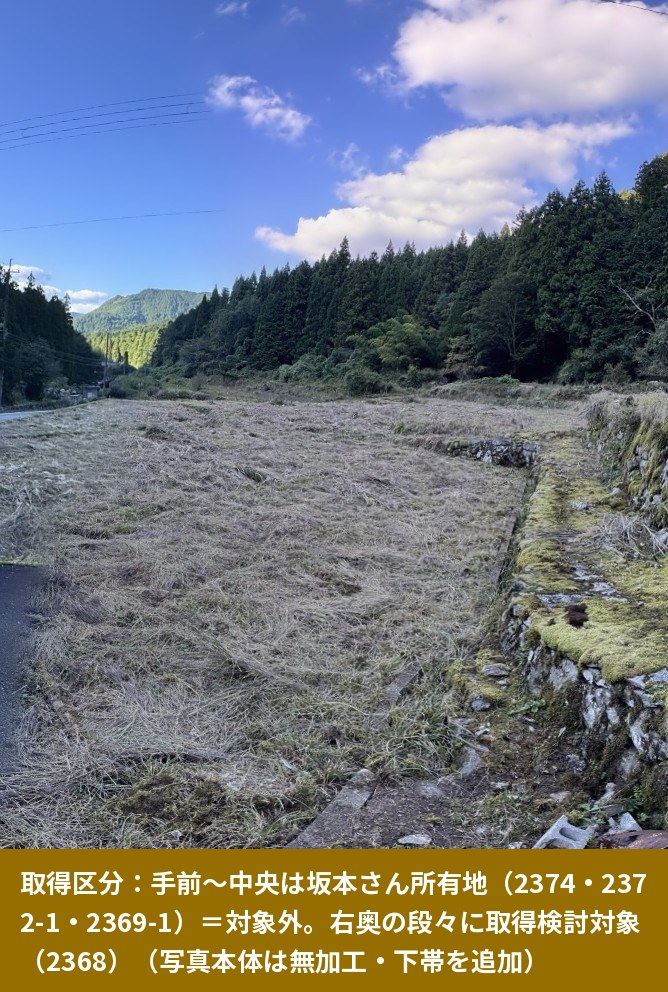 取得区分：手前〜中央は坂本さん所有地（2374・237
2-1・2369-1）＝対象外。右奥の段々に取得検討対象
（2368）（写真本体は無加工・下帯を追加）